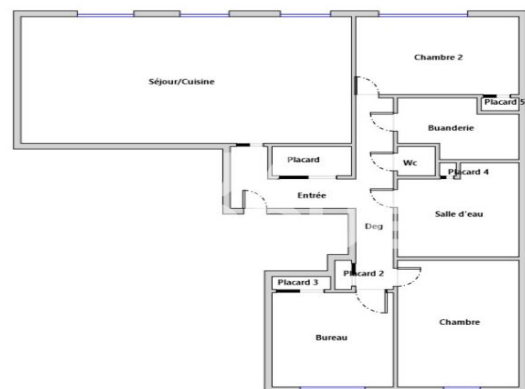 Séjour/Cuisine
Chambre 2
Placard 5
Buanderie
Placard
Wc
Placard 4
Entrée
Salle d'eau
Deg
Placard 2
Placard 3
Bureau
Chambre